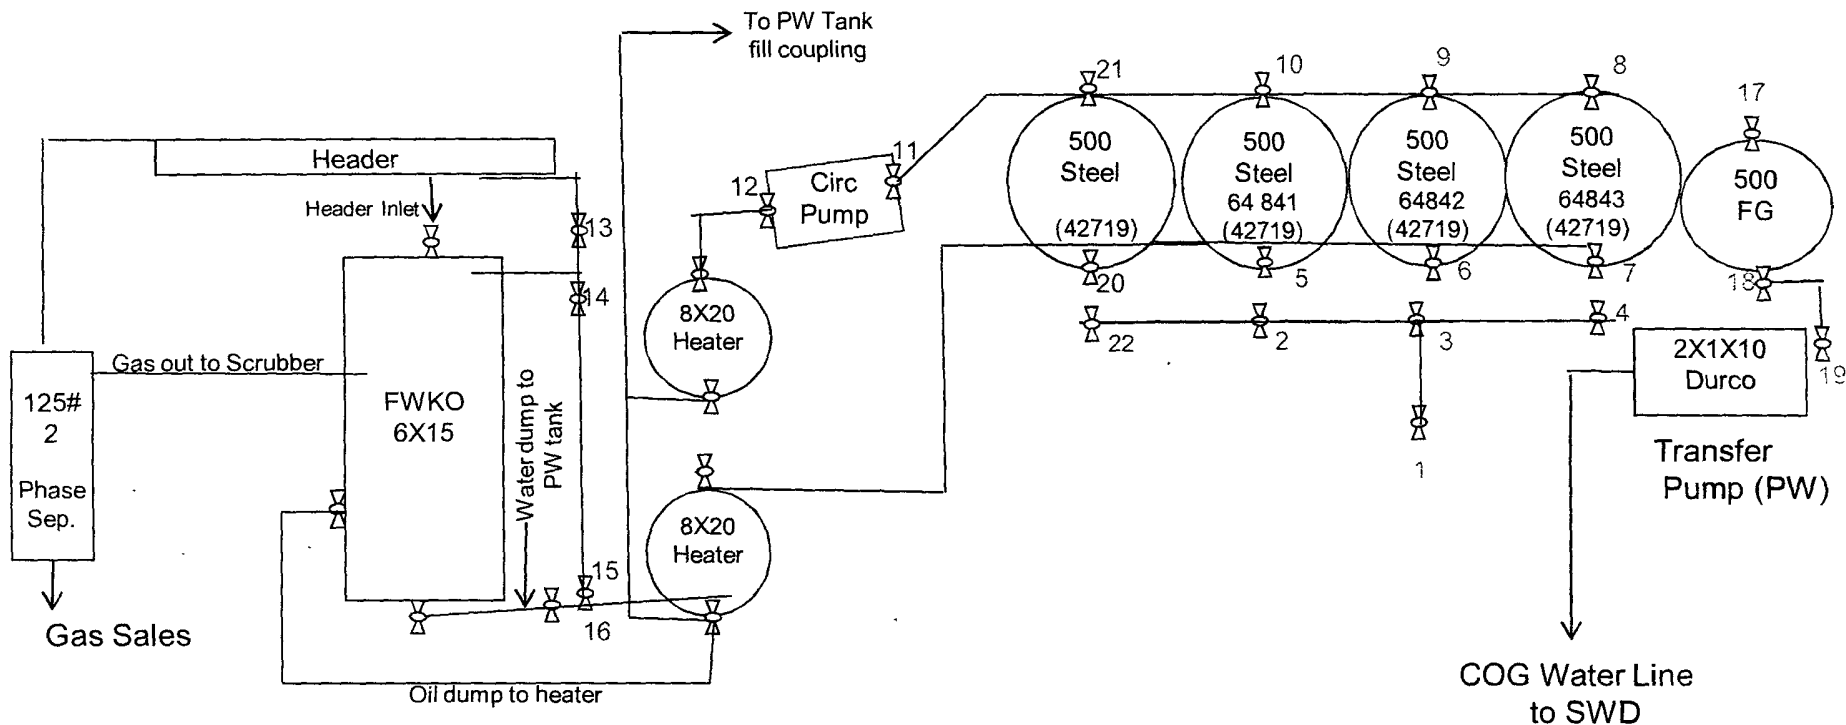 To PW Tank
fill coupling
21
10
9
8
17
Header
Header Inlet
13
14
11
12
Circ
Pump
500
Steel
(42719)
500
Steel
64 841
(42719)
500
Steel
64842
(42719)
500
Steel
64843
(42719)
500
FG
20
5
6
7
18
8X20
Heater
22
2
3
4
19
2X1X10
Durco
Gas out to Scrubber
125#
2
Phase
Sep.
FWKO
6X15
Water dump to
PW tank
1
Transfer
Pump (PW)
8X20
Heater
15
16
Gas Sales
Oil dump to heater
COG Water Line
to SWD